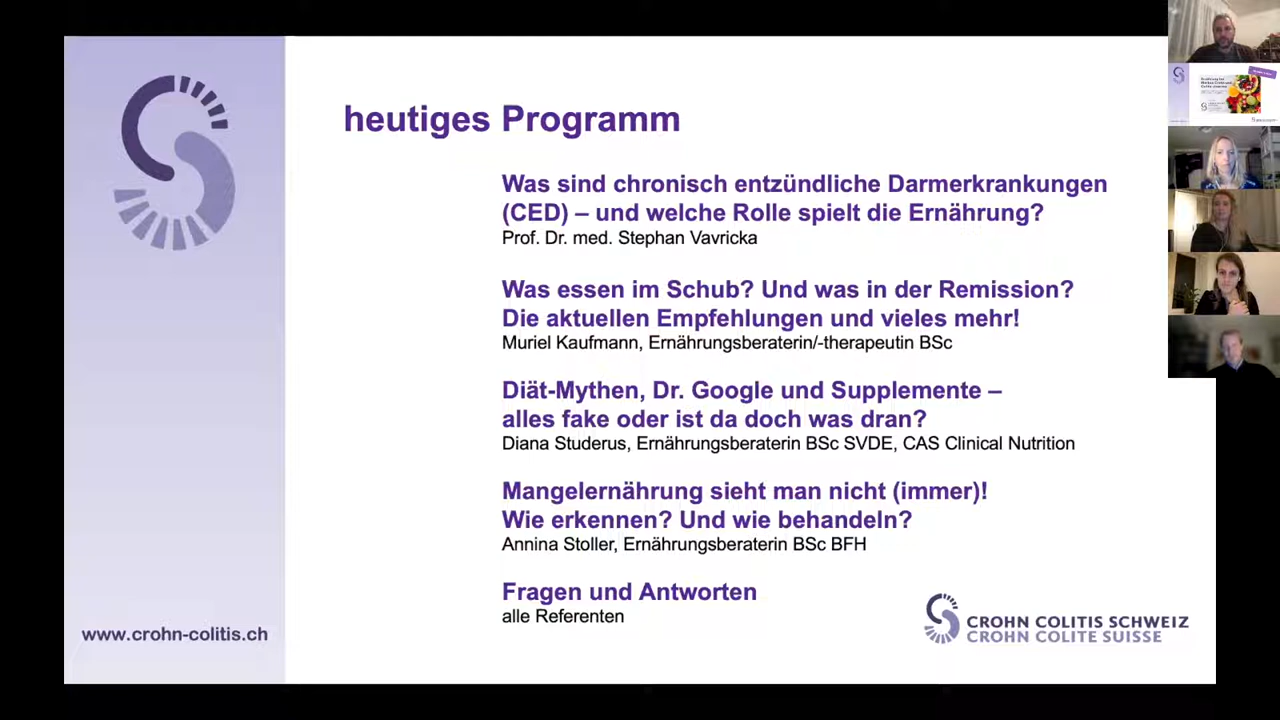 heutiges Programm
Was sind chronisch entzündliche Darmerkrankungen
(CED) – und welche Rolle spielt die Ernährung?
Prof. Dr. med. Stephan Vavricka
Was essen im Schub? Und was in der Remission?
Die aktuellen Empfehlungen und vieles mehr!
Muriel Kaufmann, Ernährungsberaterin/-therapeutin BSc
Diät-Mythen, Dr. Google und Supplemente –
alles fake oder ist da doch was dran?
Diana Studerus, Ernährungsberaterin BSc SVDE, CAS Clinical Nutrition
Mangelernährung sieht man nicht (immer)!
Wie erkennen? Und wie behandeln?
Annina Stoller, Ernährungsberaterin BSc BFH
Fragen und Antworten
alle Referenten
www.crohn-colitis.ch
CROHN COLITIS SCHWEIZ
CROHN COLITE SUISSE